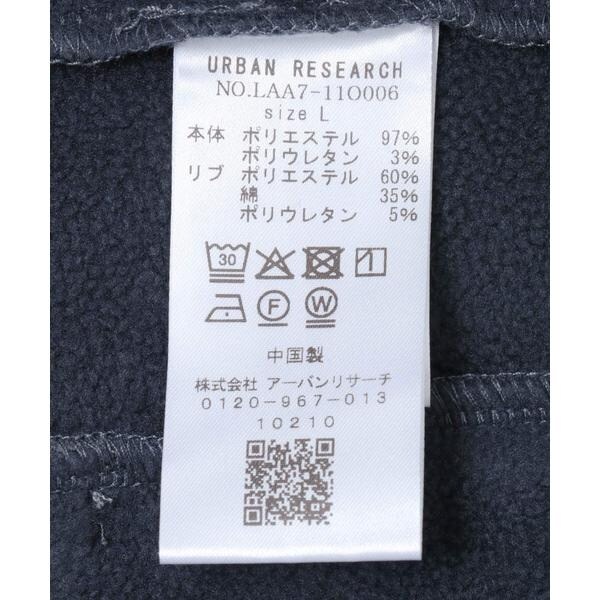 URBAN RESEARCH
NO.LAA7-11O006
size L
本体 ポリエステル 97%
ポリウレタン 3%
リブ ポリエステル 60%
綿 35%
ポリウレタン 5%
30
F W
中国製
株式会社 アーバンリサーチ
0120-967-013
10210